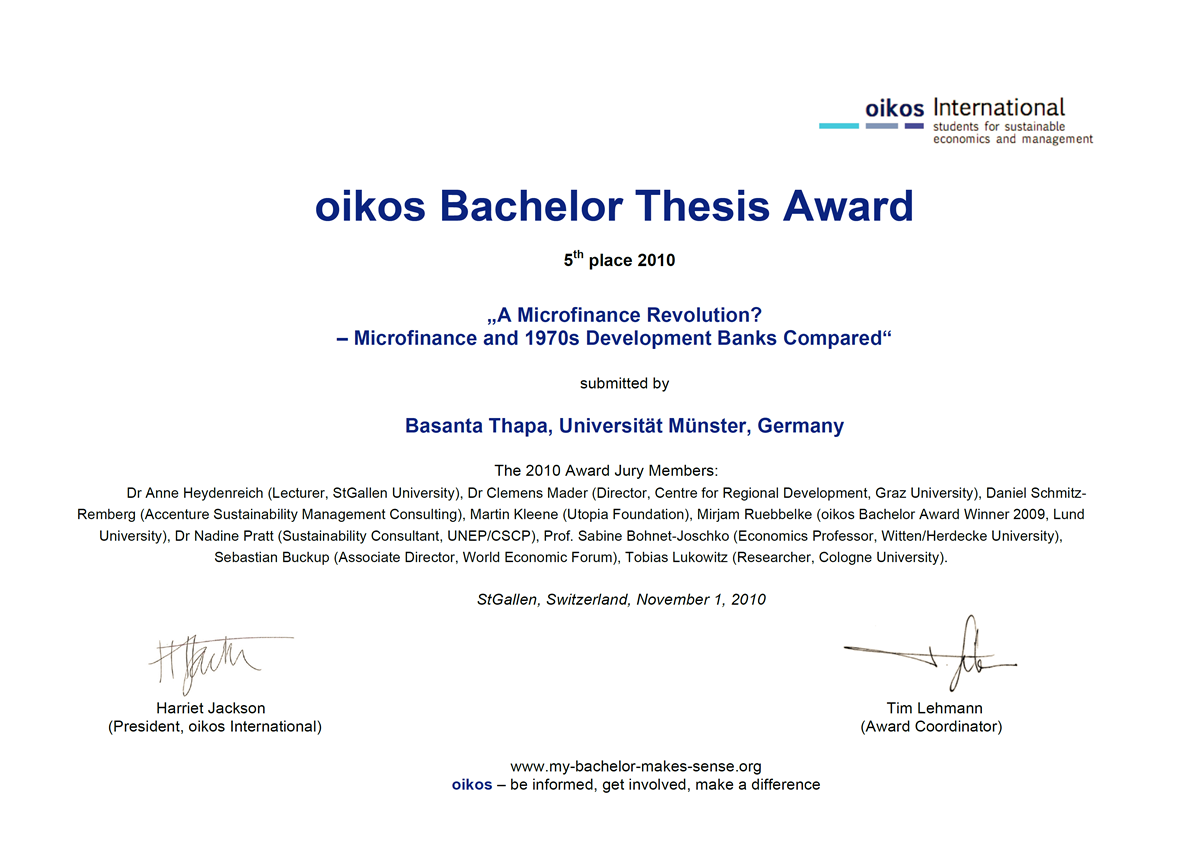 oikos International
students for sustainable
economics and management
oikos Bachelor Thesis Award
5th place 2010
„A Microfinance Revolution?
– Microfinance and 1970s Development Banks Compared“
submitted by
Basanta Thapa, Universität Münster, Germany
The 2010 Award Jury Members:
Dr Anne Heydenreich (Lecturer, StGallen University), Dr Clemens Mader (Director, Centre for Regional Development, Graz University), Daniel Schmitz-
Remberg (Accenture Sustainability Management Consulting), Martin Kleene (Utopia Foundation), Mirjam Ruebbelke (oikos Bachelor Award Winner 2009, Lund
University), Dr Nadine Pratt (Sustainability Consultant, UNEP/CSCP), Prof. Sabine Bohnet-Joschko (Economics Professor, Witten/Herdecke University),
Sebastian Buckup (Associate Director, World Economic Forum), Tobias Lukowitz (Researcher, Cologne University).
StGallen, Switzerland, November 1, 2010
Harriet Jackson
(President, oikos International)
Tim Lehmann
(Award Coordinator)
www.my-bachelor-makes-sense.org
oikos – be informed, get involved, make a difference